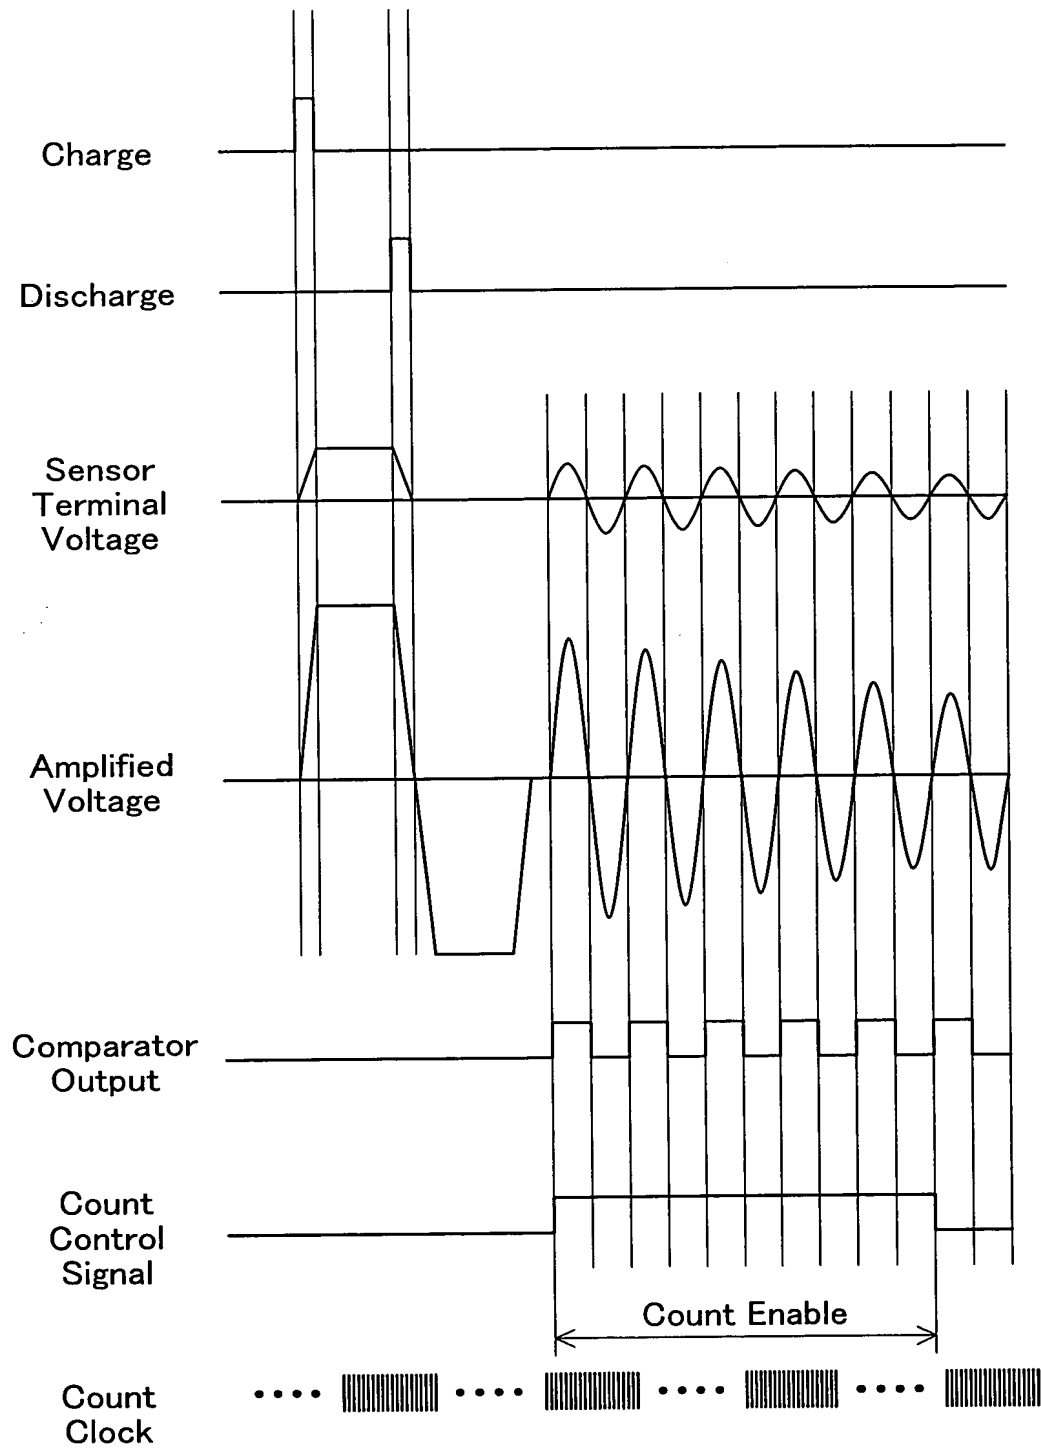 Charge
Discharge
Sensor
Terminal
Voltage
Amplified
Voltage
Comparator
Output
Count
Control
Signal
Count Enable
Count
Clock